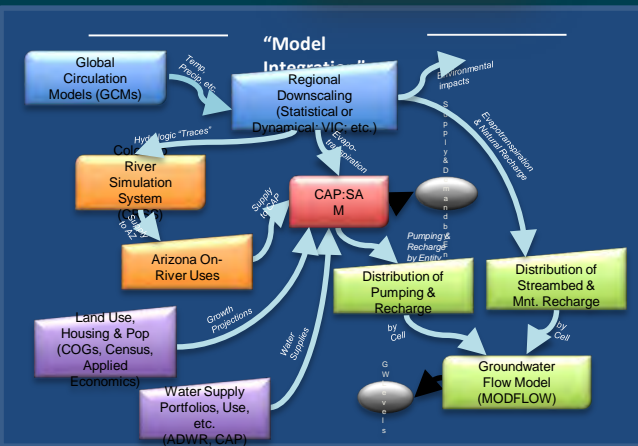 “Model
Integration”
Global
Circulation
Models (GCMs)
Temp,
Precip, etc.
Regional
Downscaling
(Statistical or
Dynamical: VIC; etc.)
Environmental
impacts
Hydrologic “Traces”
Evapo-
transpiration
Evapotranspiration
& Natural Recharge
River
Simulation
System
Supply
to AZ
Arizona On-
River Uses
Supply
to CAP
CAP:SA
M
Pumping &
Recharge
by Entity
Distribution of
Pumping &
Recharge
Distribution of
Streambed &
Mnt. Recharge
Land Use,
Housing & Pop
(COGs, Census,
Applied
Economics)
Growth
Projections
Water
Supplies
by
Cell
by
Cell
Water Supply
Portfolios, Use,
etc.
(ADWR, CAP)
Groundwater
Flow Model
(MODFLOW)